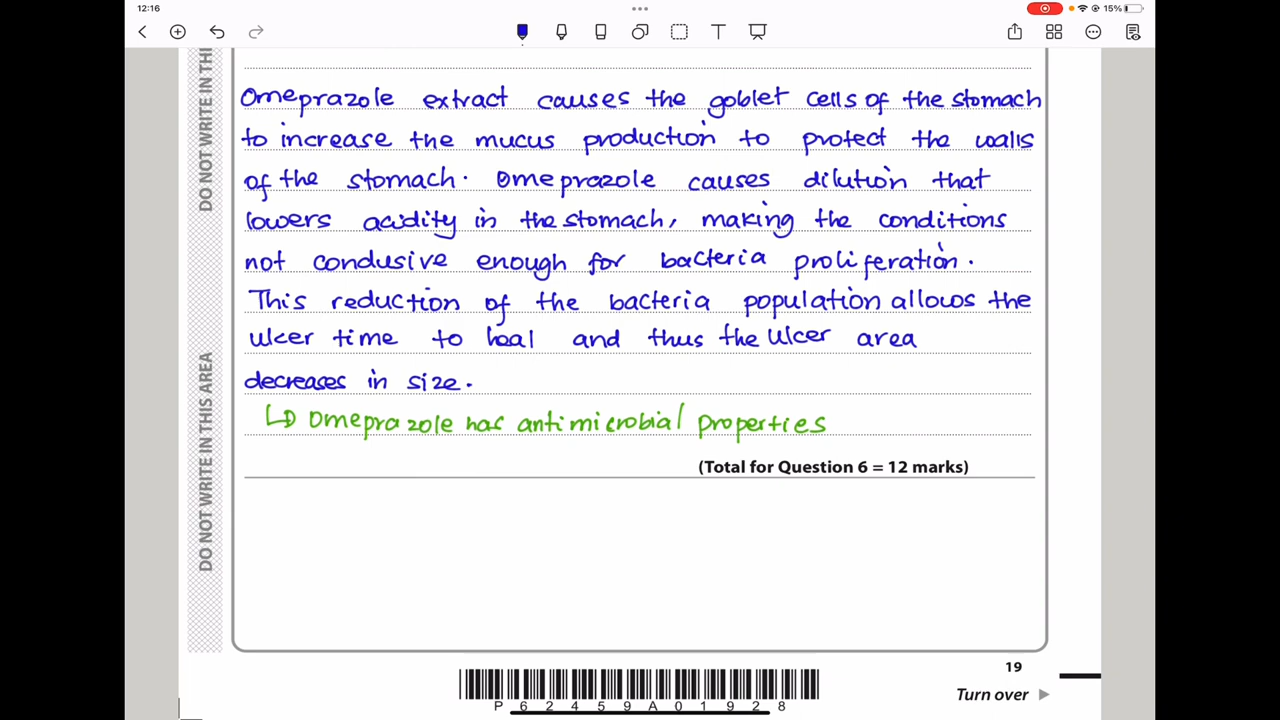 12:16
15%
T
DO NOT WRITE IN THI
Omeprazole extract causes the goblet cells of the stomach
to increase the mucus production to protect the walls
of the stomach. Omeprazole causes dilution that
lowers acidity in the stomach, making the conditions
not condusive enough for bacteria proliferation.
This reduction of the bacteria population allows the
ulcer time to heal and thus the ulcer area
decreases in size.
↳ Omeprazole has antimicrobial properties
DO NOT WRITE IN THIS AREA
(Total for Question 6 = 12 marks)
19
P 6 2 4 5 9 A 0 1 9 2 8
Turn over